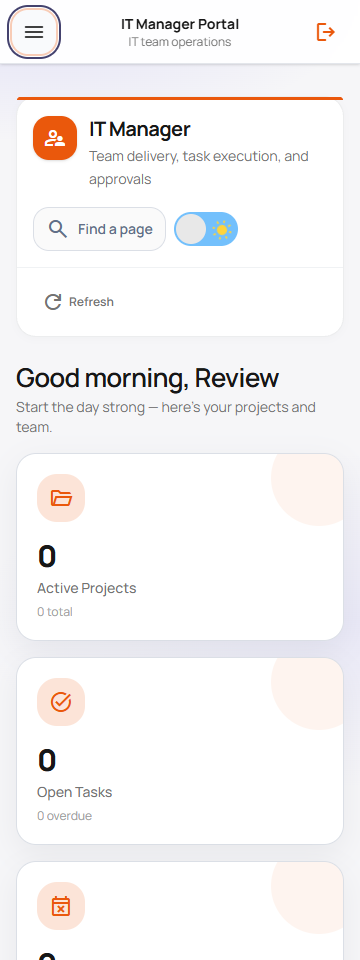 IT Manager Portal
IT team operations
IT Manager
Team delivery, task execution, and
approvals
Find a page
Refresh
Good morning, Review
Start the day strong — here's your projects and
team.
0
Active Projects
0 total
0
Open Tasks
0 overdue